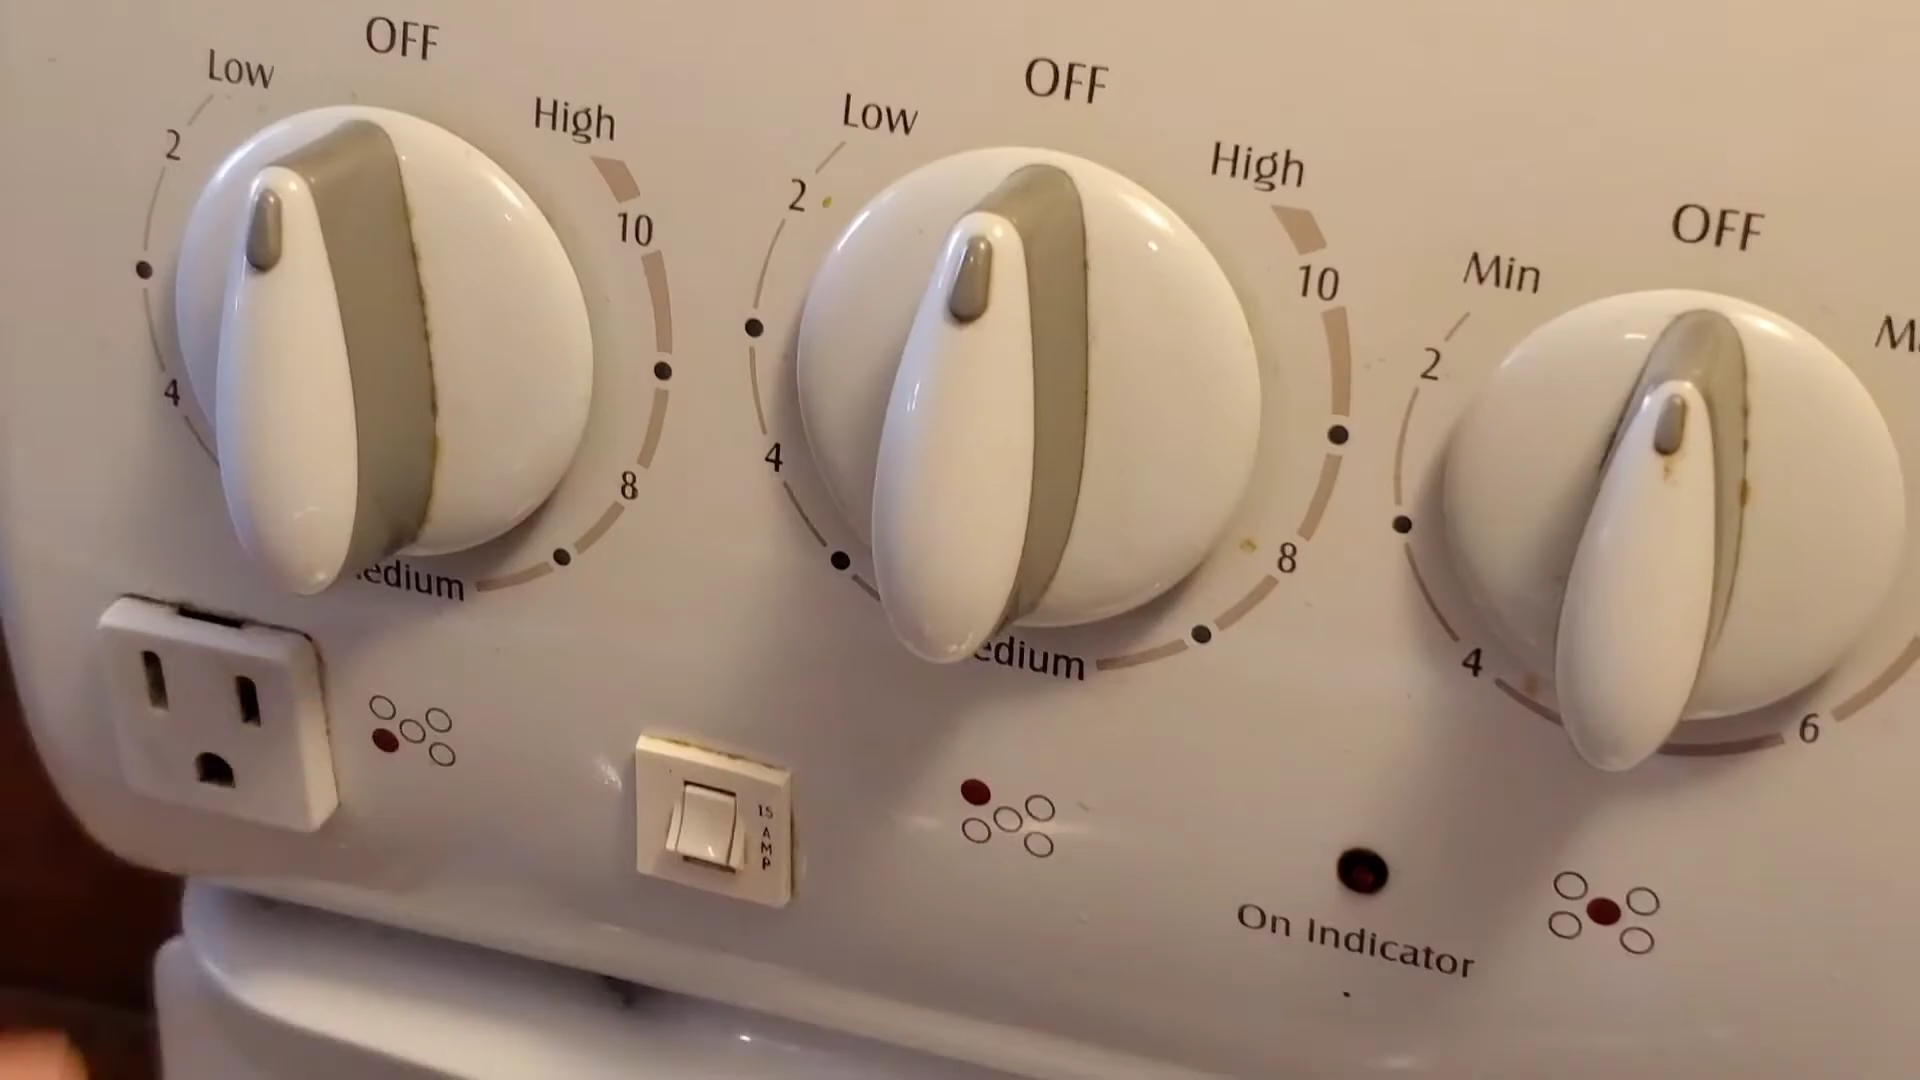 OFF
Low
High
2
10
4
8
edium
OFF
Low
High
2
10
4
8
edium
OFF
Min
M
2
4
6
15
AMP
On Indicator